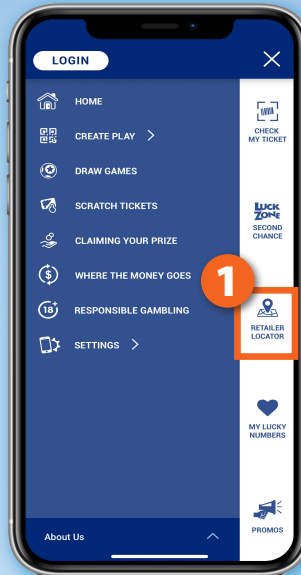 LOGIN
HOME
CREATE PLAY
DRAW GAMES
SCRATCH TICKETS
CLAIMING YOUR PRIZE
$
WHERE THE MONEY GOES
18+
RESPONSIBLE GAMBLING
SETTINGS
About Us
CHECK
MY TICKET
LUCK
ZONE
SECOND
CHANCE
1
RETAILER
LOCATOR
MY LUCKY
NUMBERS
PROMOS